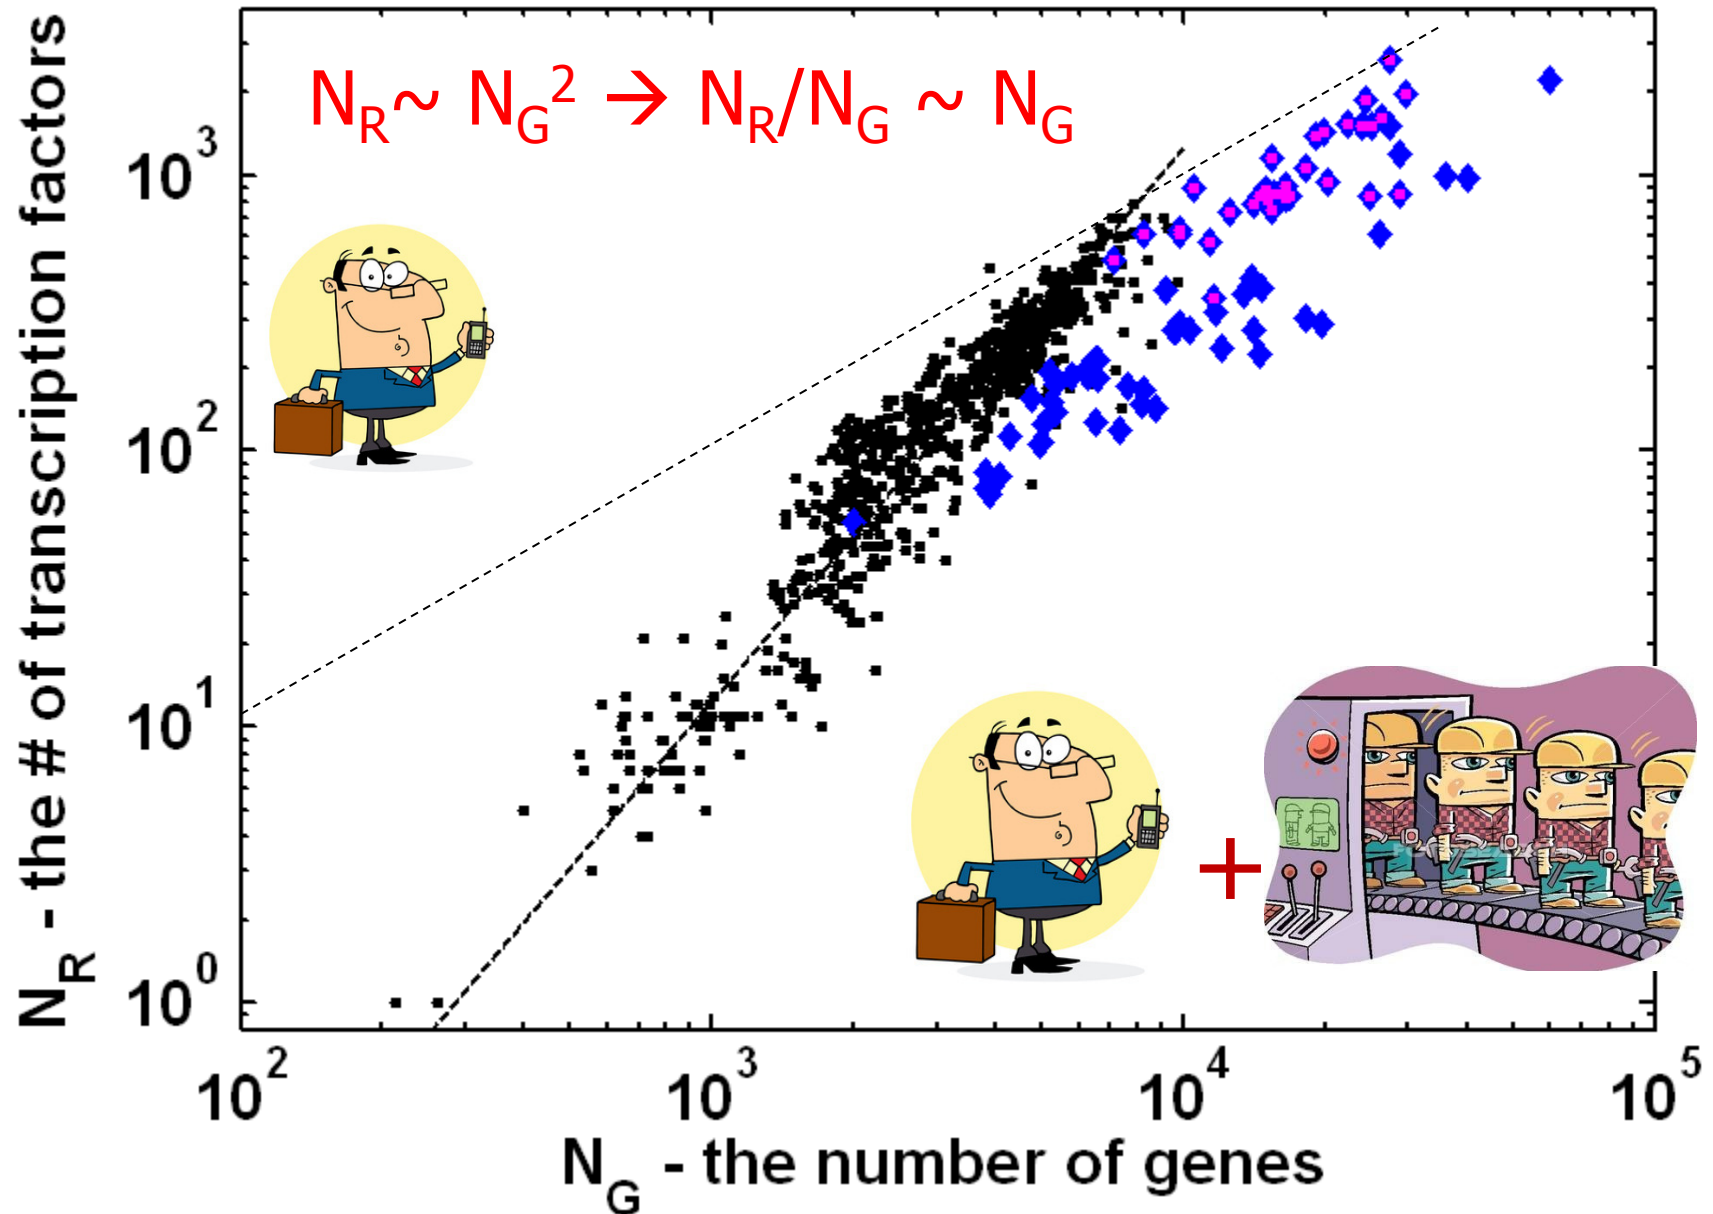 N_R~ N_G^2 → N_R/N_G ~ N_G
N_R - the # of transcription factors
10^3
10^2
10^1
10^0
+
10^2 10^3 10^4 10^5
N_G - the number of genes